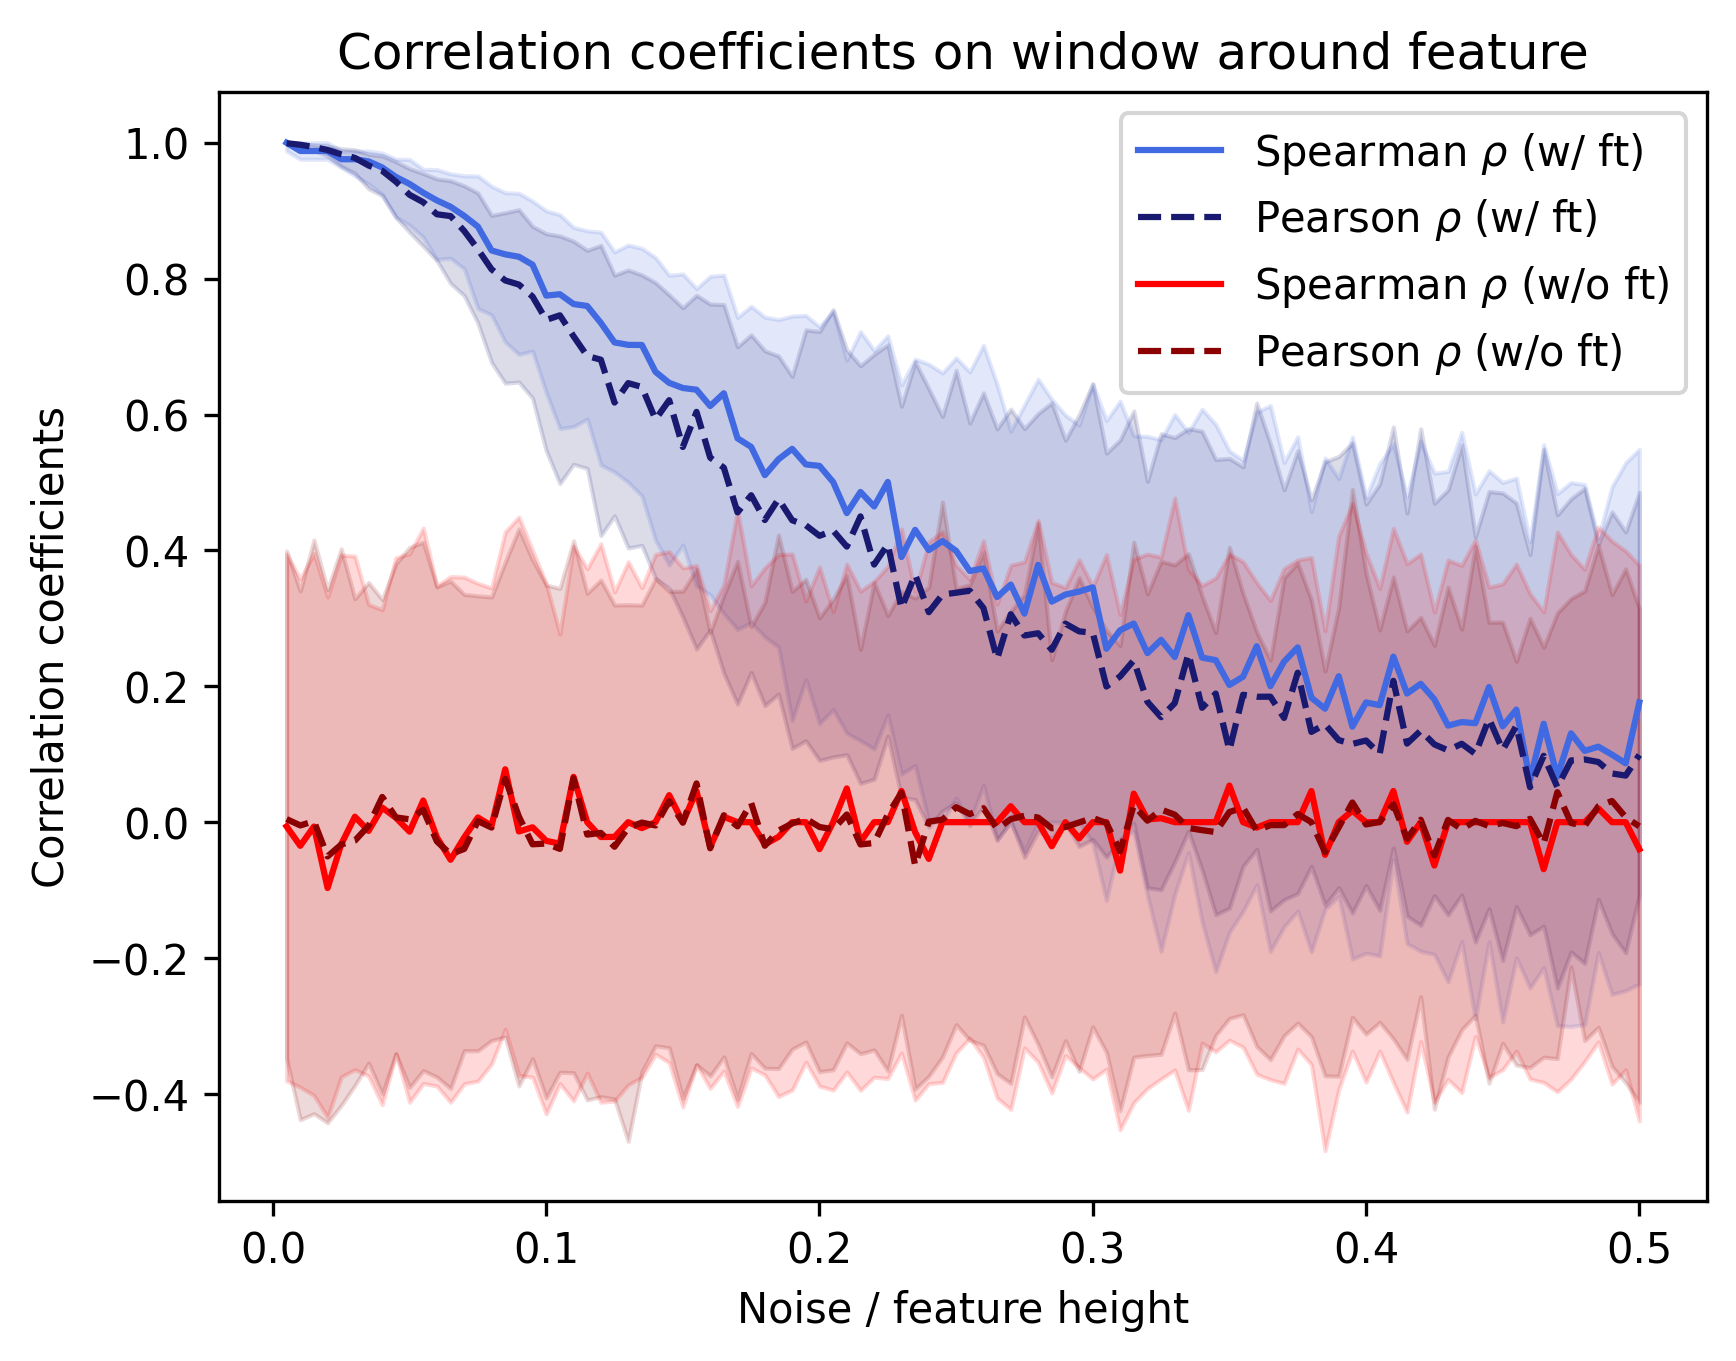 Correlation coefficients on window around feature
Spearman ρ (w/ ft)
Pearson ρ (w/ ft)
Spearman ρ (w/o ft)
Pearson ρ (w/o ft)
Correlation coefficients
1.0
0.8
0.6
0.4
0.2
0.0
−0.2
−0.4
0.0 0.1 0.2 0.3 0.4 0.5
Noise / feature height